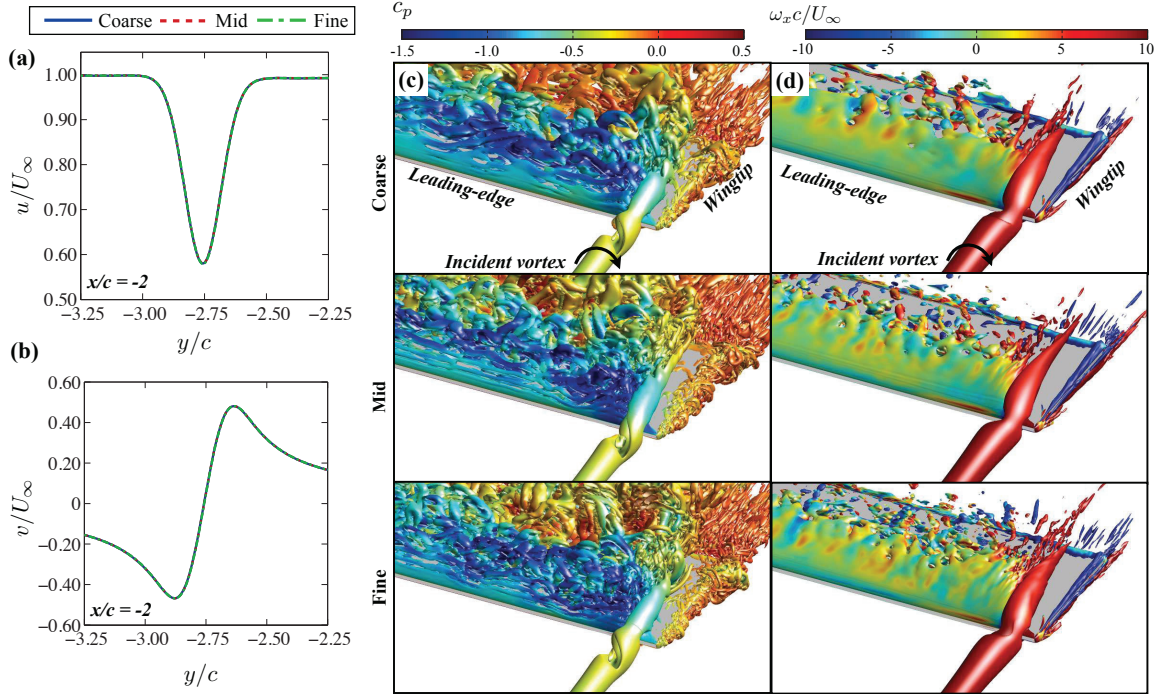 Coarse Mid Fine
(a)
1.00
0.90
0.80
0.70
0.60
0.50
u/U∞
x/c = -2
−3.25 −3.00 −2.75 −2.50 −2.25
y/c
(b)
0.60
0.40
0.20
0
−0.20
−0.40
−0.60
v/U∞
x/c = -2
−3.25 −3.00 −2.75 −2.50 −2.25
y/c
cp
-1.5 -1.0 -0.5 0.0 0.5
ωxc/U∞
-10 -5 0 5 10
(c)
Leading-edge
Wingtip
Incident vortex
(d)
Leading-edge
Wingtip
Incident vortex
Coarse
Mid
Fine